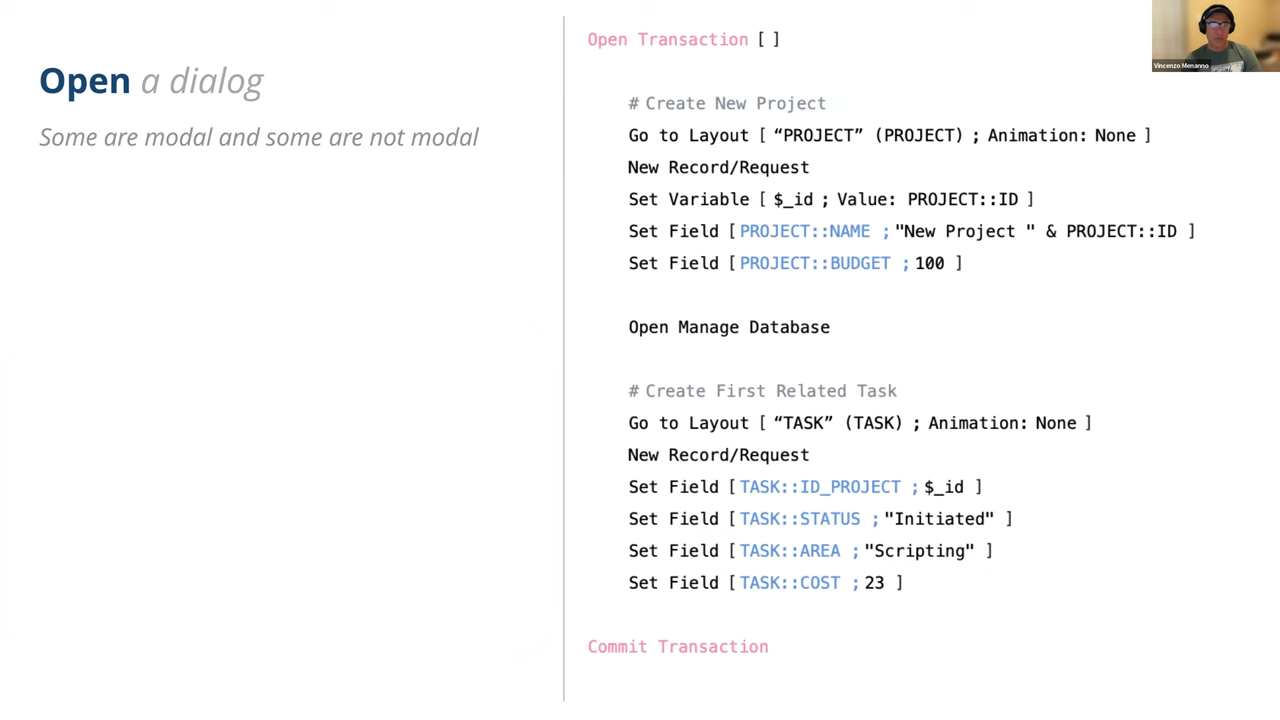 Open a dialog
Some are modal and some are not modal
Open Transaction [ ]
# Create New Project
Go to Layout [ “PROJECT” (PROJECT) ; Animation: None ]
New Record/Request
Set Variable [ $_id ; Value: PROJECT::ID ]
Set Field [ PROJECT::NAME ; "New Project " & PROJECT::ID ]
Set Field [ PROJECT::BUDGET ; 100 ]
Open Manage Database
# Create First Related Task
Go to Layout [ “TASK” (TASK) ; Animation: None ]
New Record/Request
Set Field [ TASK::ID_PROJECT ; $_id ]
Set Field [ TASK::STATUS ; "Initiated" ]
Set Field [ TASK::AREA ; "Scripting" ]
Set Field [ TASK::COST ; 23 ]
Commit Transaction
Vincenzo Menanno